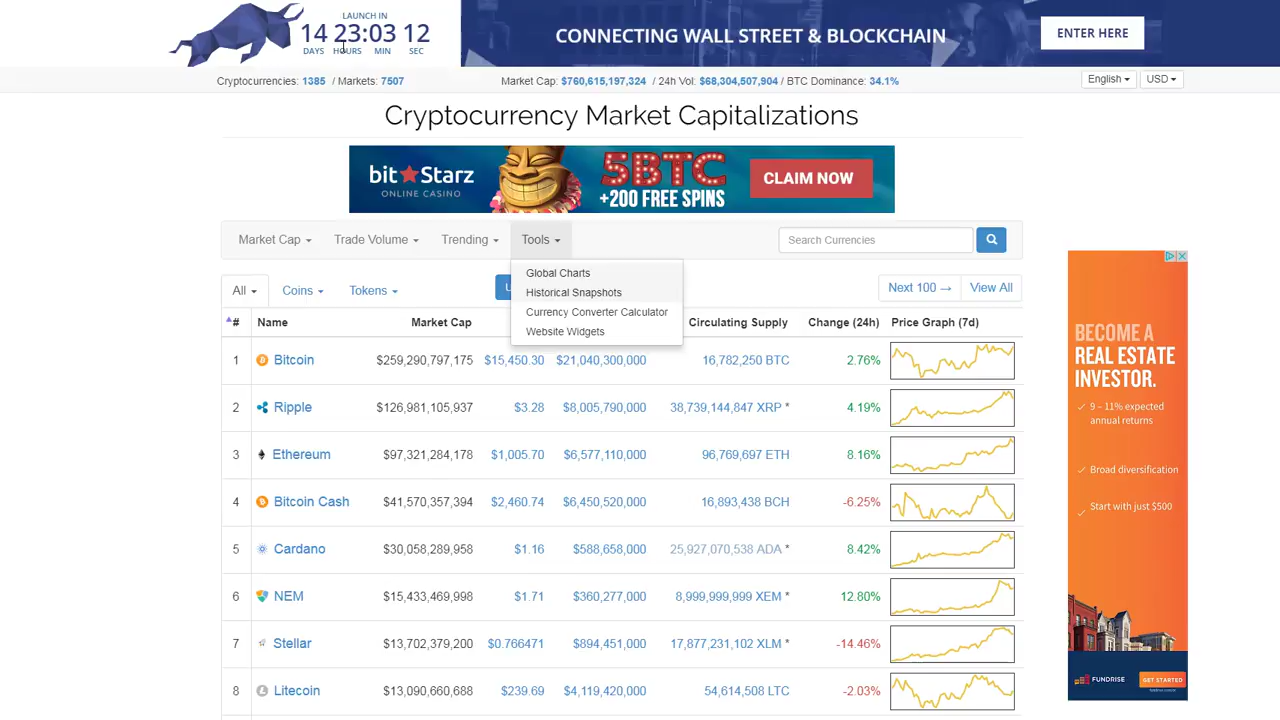 LAUNCH IN
14 23:03 12
DAYS HOURS MIN SEC
CONNECTING WALL STREET & BLOCKCHAIN
ENTER HERE
Cryptocurrencies: 1385 / Markets: 7507
Market Cap: $760,615,197,324 / 24h Vol: $68,304,507,904 / BTC Dominance: 34.1%
English
USD
Cryptocurrency Market Capitalizations
bit Starz
ONLINE CASINO
5BTC
+200 FREE SPINS
CLAIM NOW
Market Cap
Trade Volume
Trending
Tools
Search Currencies
Global Charts
Historical Snapshots
Currency Converter Calculator
Website Widgets
All
Coins
Tokens
U
Next 100 →
View All
# Name Market Cap Circulating Supply Change (24h) Price Graph (7d)
1 Bitcoin $259,290,767,175 $15,450.30 $21,040,300,000 16,782,250 BTC 2.76%
2 Ripple $126,981,105,937 $3.28 $8,005,790,000 38,739,144,847 XRP * 4.19%
3 Ethereum $97,321,284,178 $1,005.70 $6,577,110,000 96,769,697 ETH 8.16%
4 Bitcoin Cash $41,570,357,394 $2,460.74 $6,450,520,000 16,893,438 BCH -6.25%
5 Cardano $30,058,289,958 $1.16 $588,658,000 25,927,070,538 ADA * 8.42%
6 NEM $15,433,469,998 $1.71 $360,277,000 8,999,999,999 XEM * 12.80%
7 Stellar $13,702,379,200 $0.766471 $894,451,000 17,877,231,102 XLM * -14.46%
8 Litecoin $13,090,660,688 $239.69 $4,119,420,000 54,614,508 LTC -2.03%
BECOME A
REAL ESTATE
INVESTOR.
9 – 11% expected
annual returns
Broad diversification
Start with just $500
FUNDRISE
GET STARTED